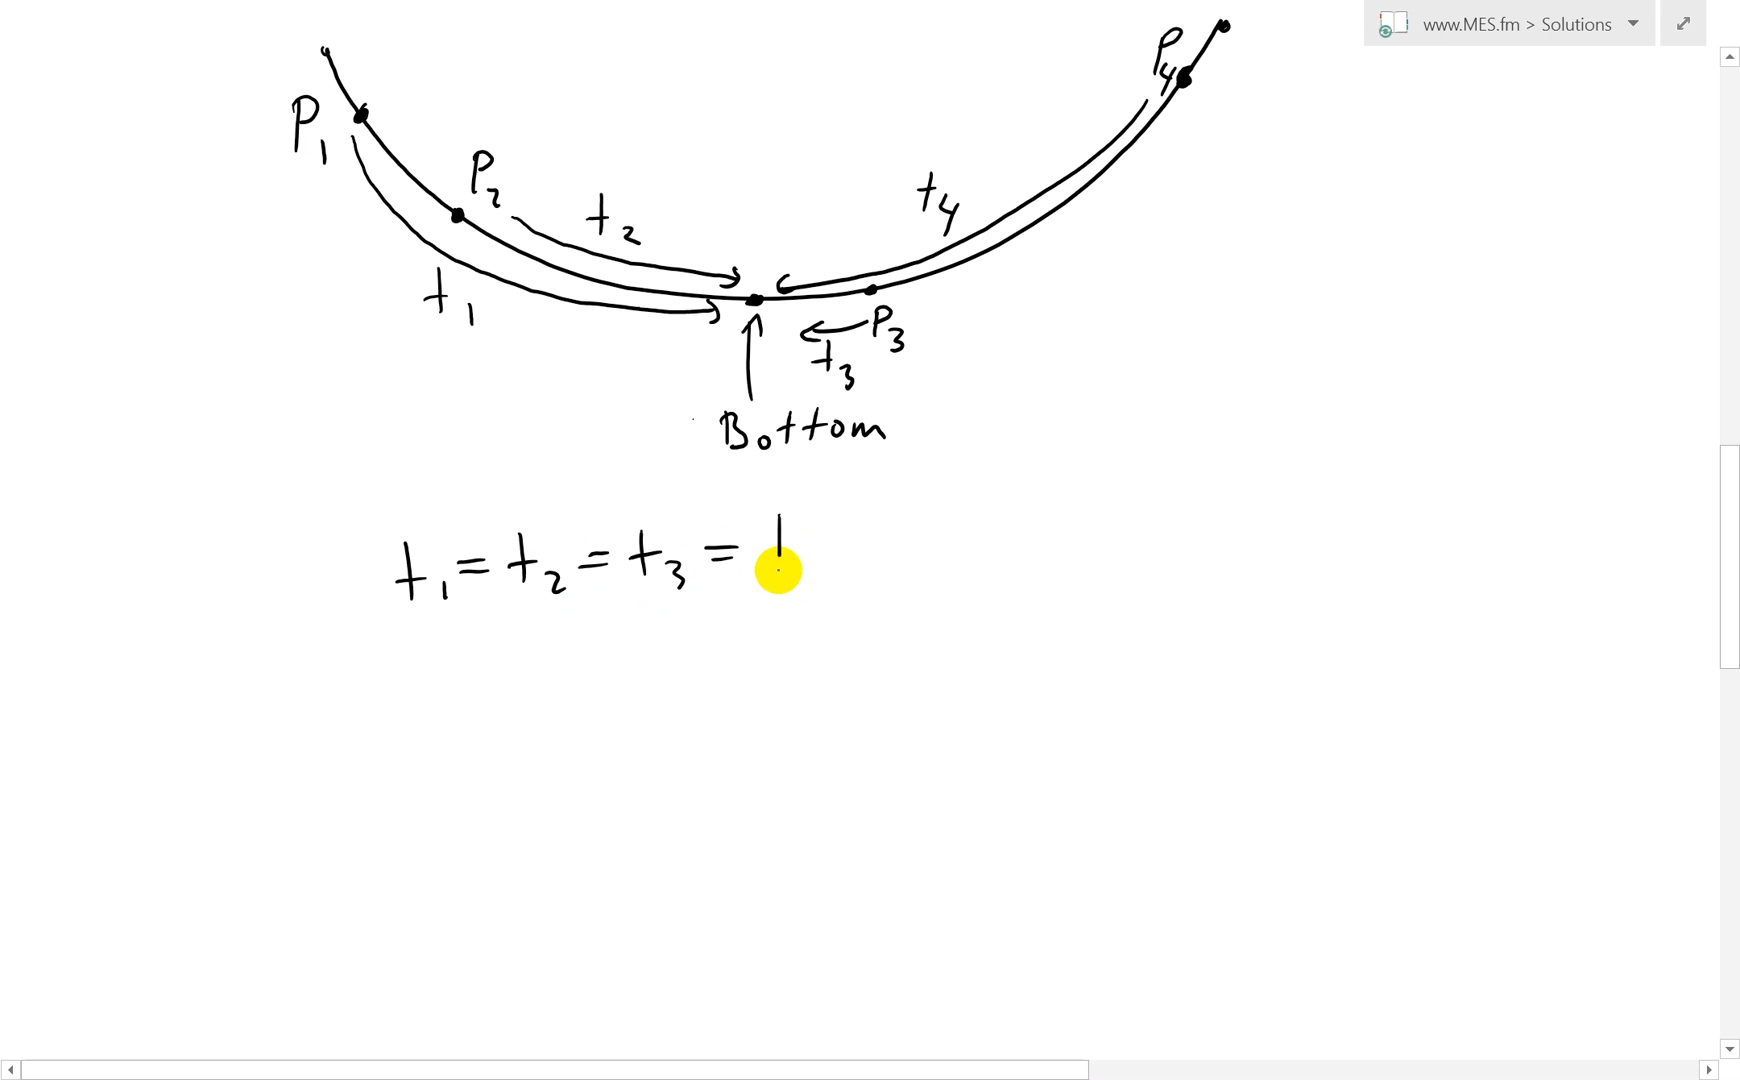 www.MES.fm > Solutions
P4
P1
P2
t2
t4
t1
P3
t3
Bottom
t1 = t2 = t3 =